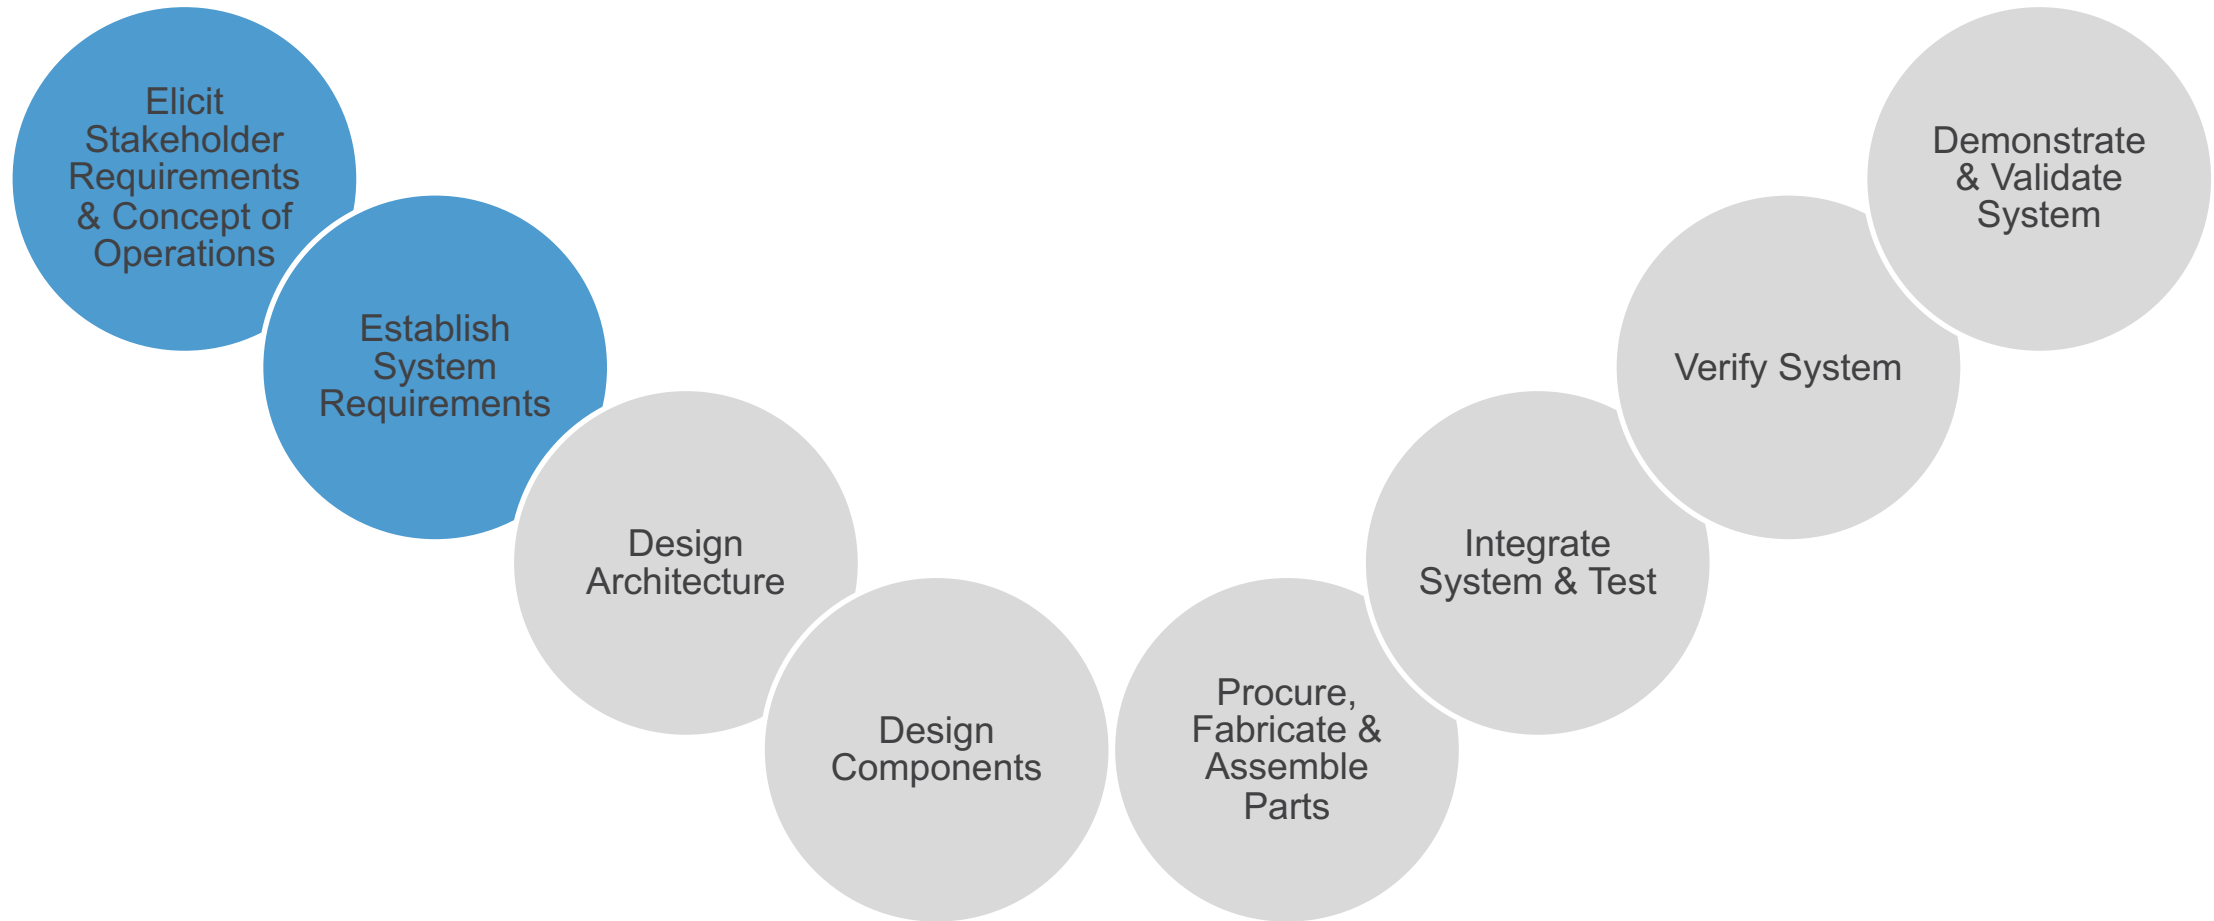 Elicit
Stakeholder
Requirements
& Concept of
Operations
Establish
System
Requirements
Design
Architecture
Design
Components
Procure,
Fabricate &
Assemble
Parts
Integrate
System & Test
Verify System
Demonstrate
& Validate
System